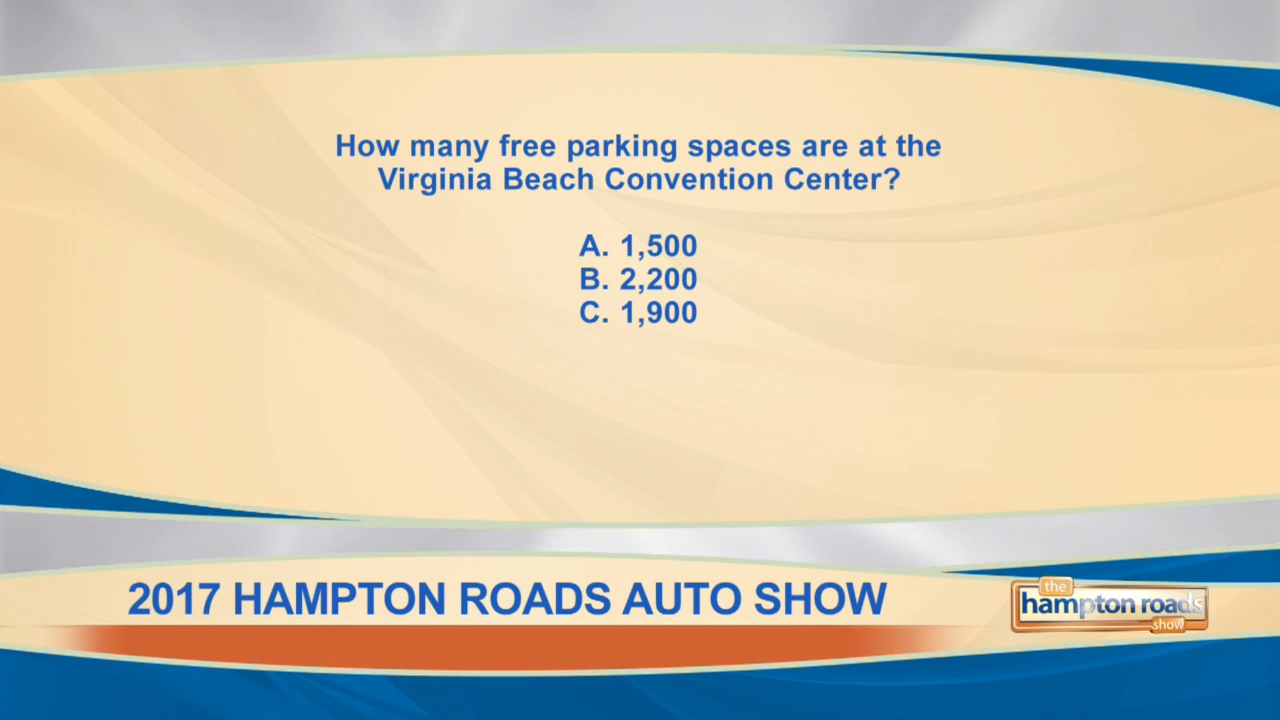 How many free parking spaces are at the
Virginia Beach Convention Center?
A. 1,500
B. 2,200
C. 1,900
2017 HAMPTON ROADS AUTO SHOW
the
hampton roads
show